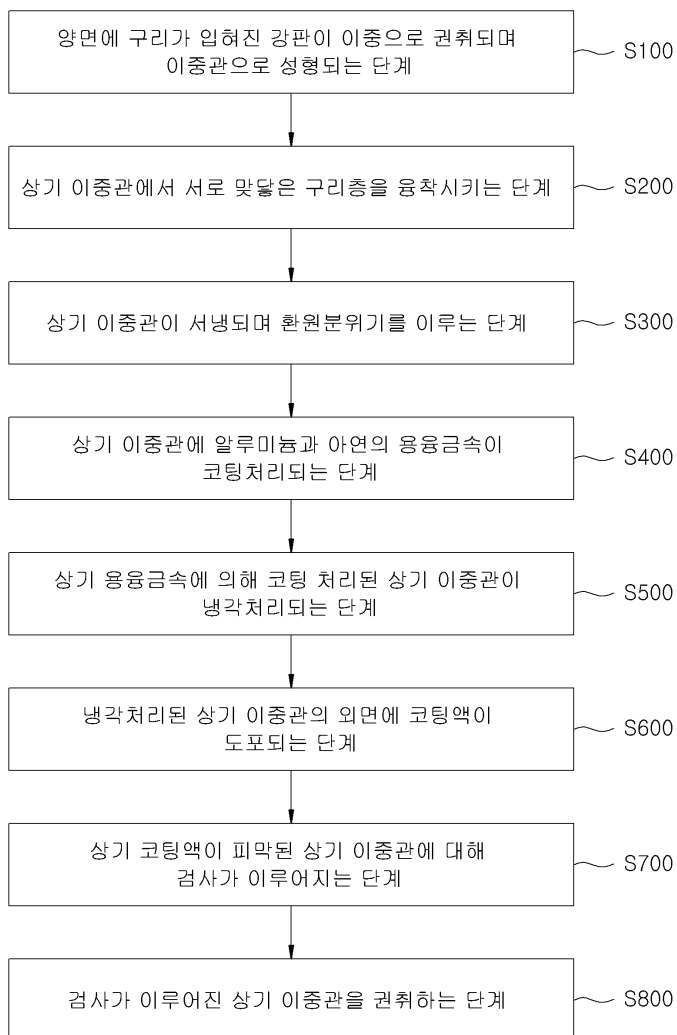 양면에 구리가 입혀진 강판이 이중으로 권취되며
이중관으로 성형되는 단계
S100
상기 이중관에서 서로 맞닿은 구리층을 융착시키는 단계
S200
상기 이중관이 서냉되며 환원분위기를 이루는 단계
S300
상기 이중관에 알루미늄과 아연의 용융금속이
코팅처리되는 단계
S400
상기 용융금속에 의해 코팅 처리된 상기 이중관이
냉각처리되는 단계
S500
냉각처리된 상기 이중관의 외면에 코팅액이
도포되는 단계
S600
상기 코팅액이 피막된 상기 이중관에 대해
검사가 이루어지는 단계
S700
검사가 이루어진 상기 이중관을 권취하는 단계
S800